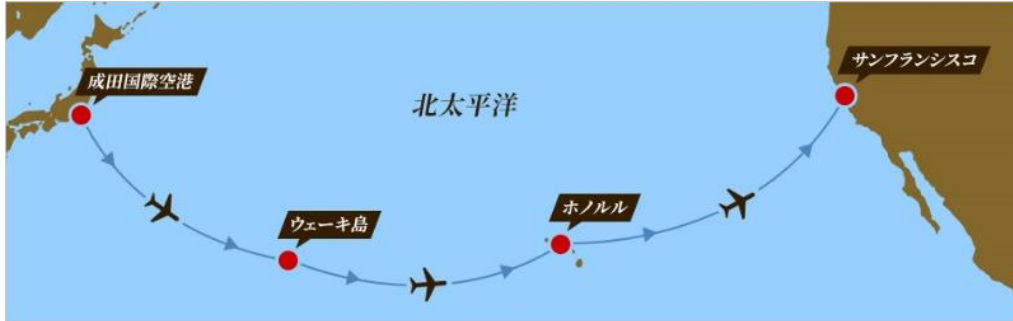 成田国際空港
サンフランシスコ
北太平洋
ウェーキ島
ホノルル